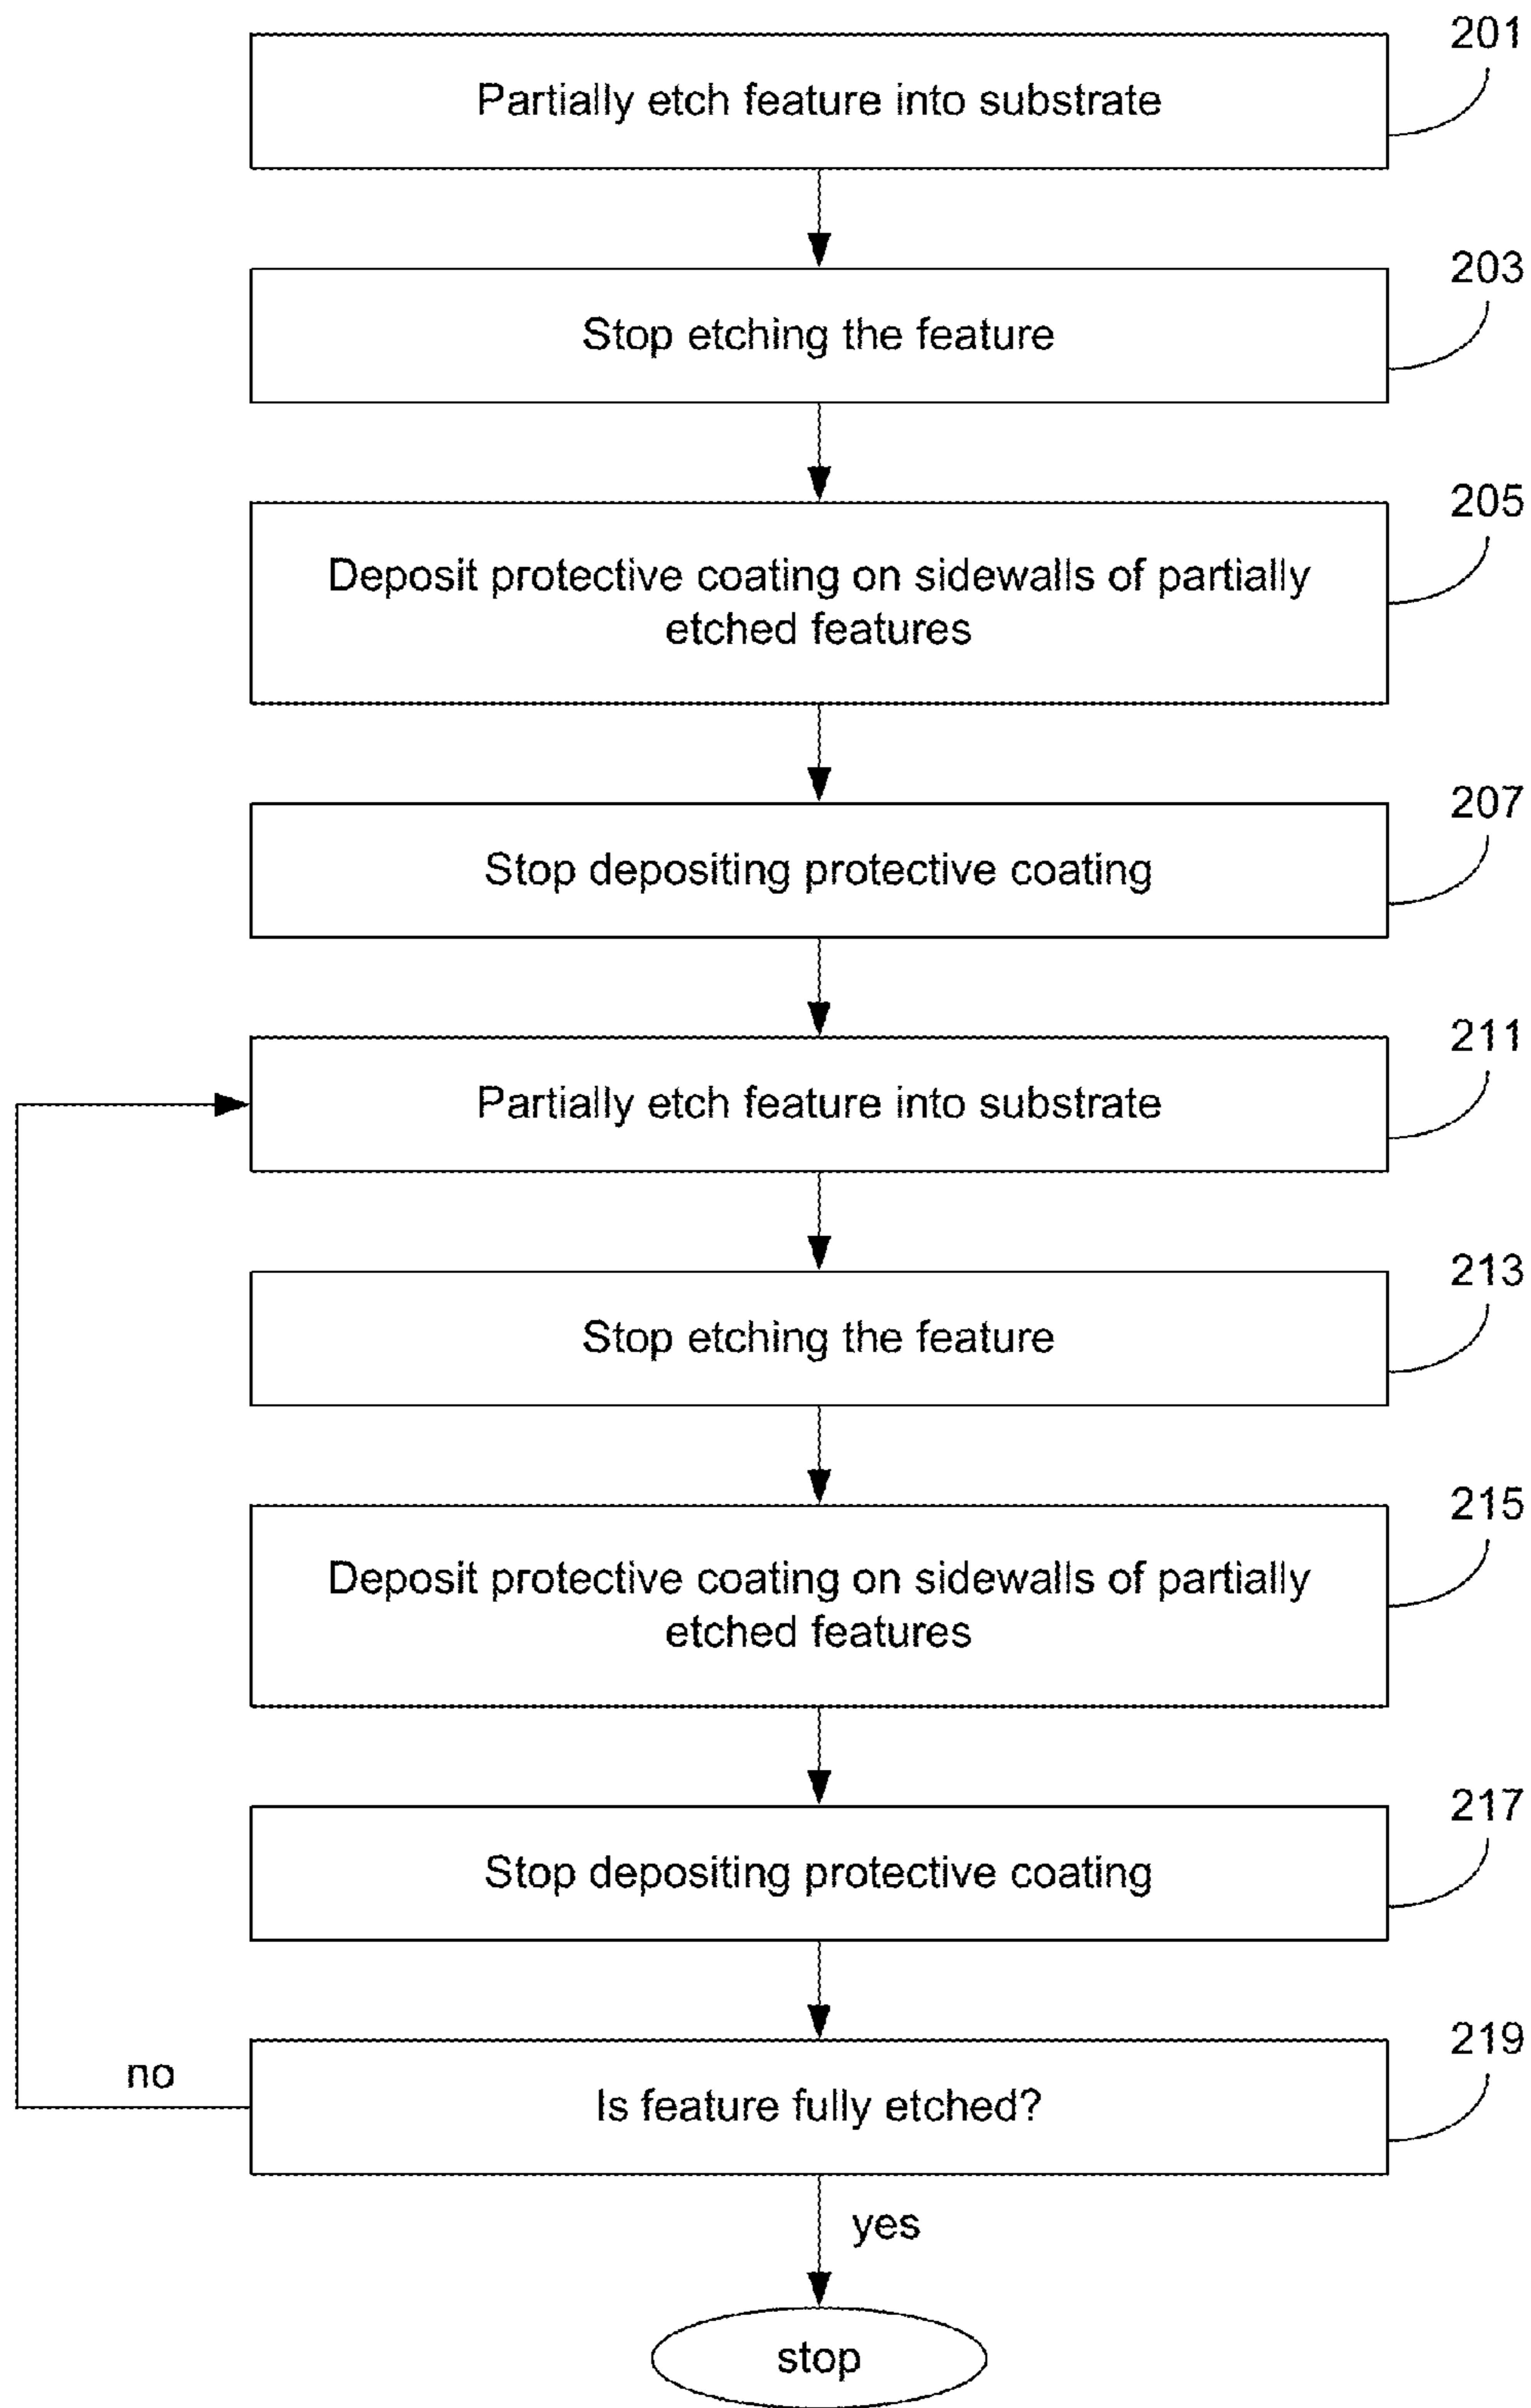 201
Partially etch feature into substrate
203
Stop etching the feature
205
Deposit protective coating on sidewalls of partially
etched features
207
Stop depositing protective coating
211
Partially etch feature into substrate
213
Stop etching the feature
215
Deposit protective coating on sidewalls of partially
etched features
217
Stop depositing protective coating
219
no
Is feature fully etched?
yes
stop